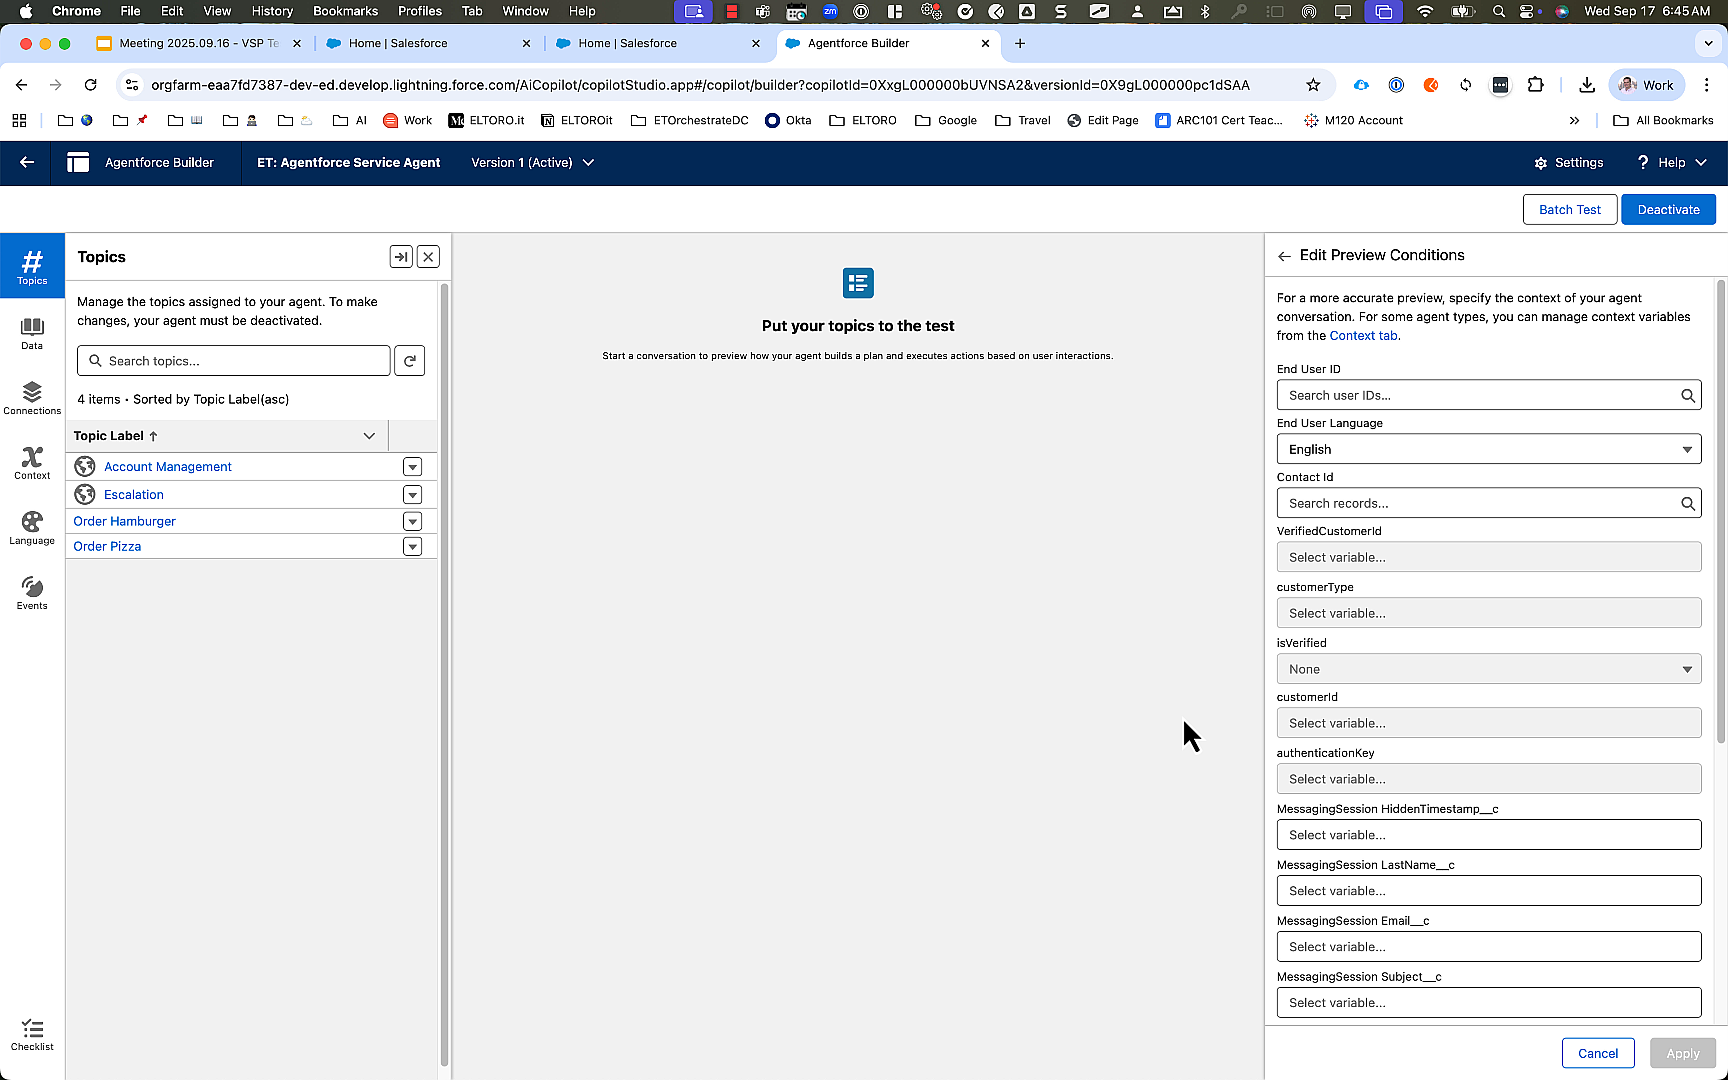 Chrome File Edit View History Bookmarks Profiles Tab Window Help Wed Sep 17 6:45 AM
Meeting 2025.09.16 - VSP Te Home | Salesforce Home | Salesforce Agentforce Builder
orgfarm-eaa7fd7387-dev-ed.develop.lightning.force.com/AiCopilot/copilotStudio.app#/copilot/builder?copilotId=0XxgL000000bUVNSA2&versionId=0X9gL000000pc1dSAA Work
AI Work ELTORO.it ELTOROit ETOrchestrateDC Okta ELTORO Google Travel Edit Page ARC101 Cert Teac... M120 Account » All Bookmarks
Agentforce Builder ET: Agentforce Service Agent Version 1 (Active) Settings ? Help
Batch Test Deactivate
Topics
Data
Connections
Context
Language
Events
Checklist
Topics
Manage the topics assigned to your agent. To make
changes, your agent must be deactivated.
Search topics...
4 items • Sorted by Topic Label(asc)
Topic Label ↑
Account Management
Escalation
Order Hamburger
Order Pizza
Put your topics to the test
Start a conversation to preview how your agent builds a plan and executes actions based on user interactions.
Edit Preview Conditions
For a more accurate preview, specify the context of your agent
conversation. For some agent types, you can manage context variables
from the Context tab.
End User ID
Search user IDs...
End User Language
English
Contact Id
Search records...
VerifiedCustomerId
Select variable...
customerType
Select variable...
isVerified
None
customerId
Select variable...
authenticationKey
Select variable...
MessagingSession HiddenTimestamp__c
Select variable...
MessagingSession LastName__c
Select variable...
MessagingSession Email__c
Select variable...
MessagingSession Subject__c
Select variable...
Cancel Apply